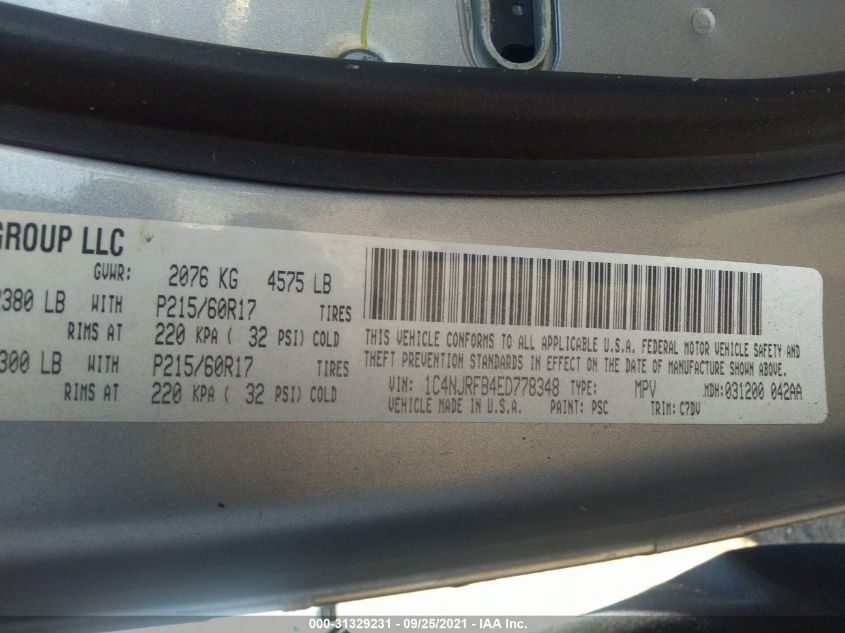 GROUP LLC
GVWR: 2076 KG 4575 LB
2380 LB WITH P215/60R17 TIRES
RIMS AT 220 KPA ( 32 PSI) COLD
300 LB WITH P215/60R17 TIRES
RIMS AT 220 KPA ( 32 PSI) COLD
THIS VEHICLE CONFORMS TO ALL APPLICABLE U.S.A. FEDERAL MOTOR VEHICLE SAFETY AND
THEFT PREVENTION STANDARDS IN EFFECT ON THE DATE OF MANUFACTURE SHOWN ABOVE.
VIN: 1C4NJRFB4ED778348 TYPE: MPV MDH:031200 042AA
VEHICLE MADE IN U.S.A. PAINT: PSC TRIM: C7DV
000-31329231 - 09/25/2021 - IAA Inc.